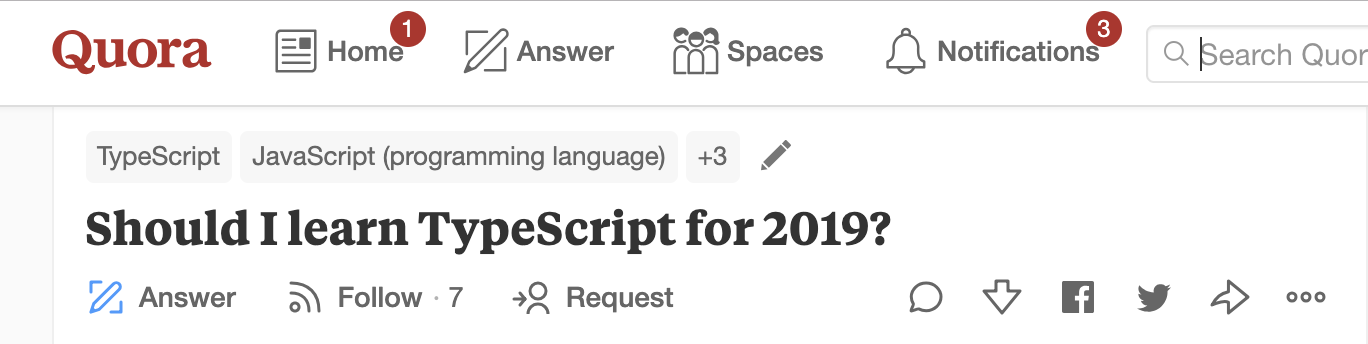 Quora Home 1 Answer Spaces Notifications 3 Search Quor
TypeScript JavaScript (programming language) +3
Should I learn TypeScript for 2019?
Answer Follow · 7 Request